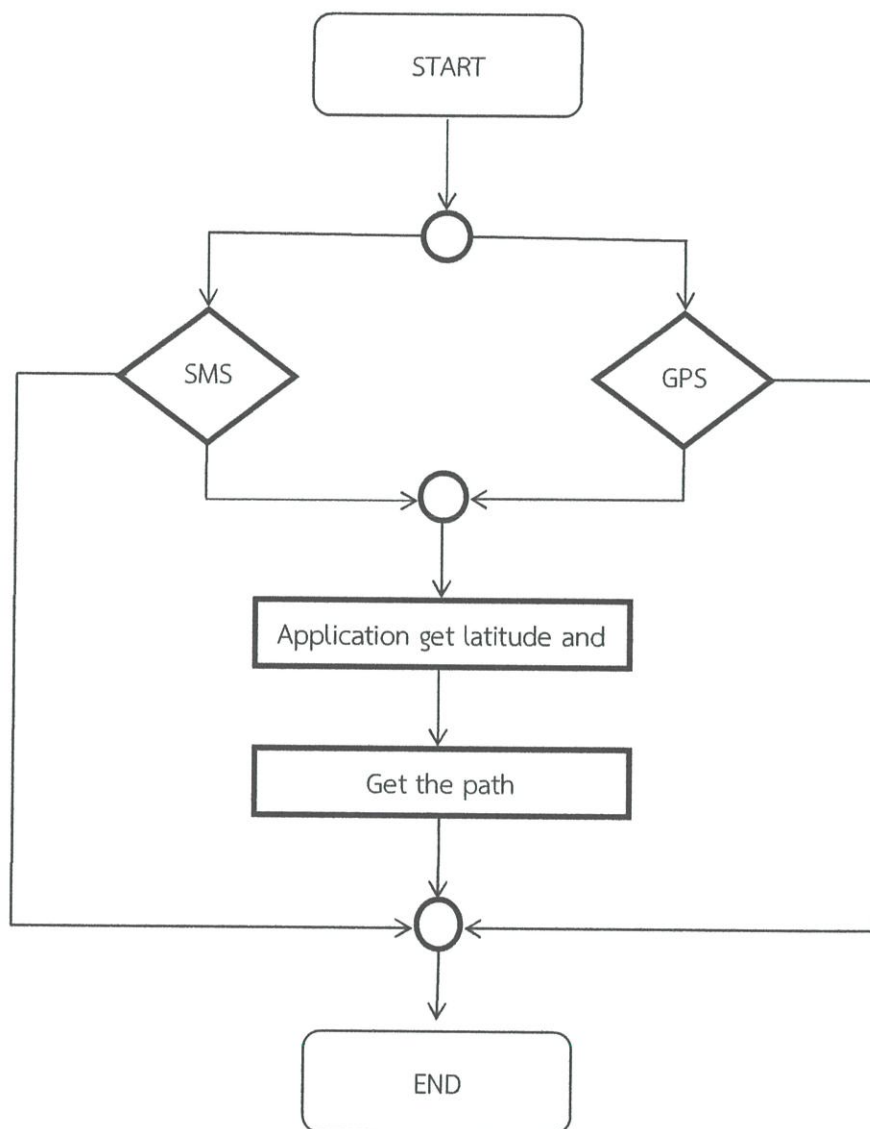 START
SMS
GPS
Application get latitude and
Get the path
END